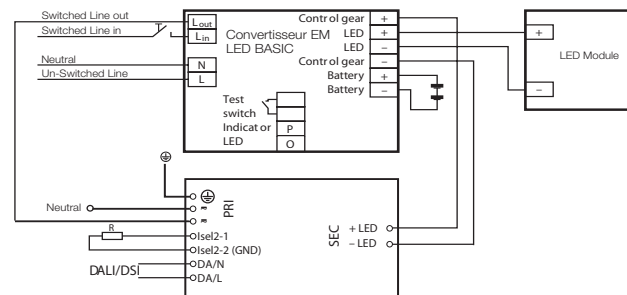 Switched Line out
Switched Line in
Neutral
Un-Switched Line
Lout
Lin
N
L
Convertisseur EM
LED BASIC
Control gear +
LED +
LED –
Control gear –
Battery +
Battery –
Test
switch
Indicator P
LED O
+
–
LED Module
Neutral
R
DALI/DSI
PRI
≈
≈
Isel2-1
Isel2-2 (GND)
DA/N
DA/L
SEC
+ LED
– LED